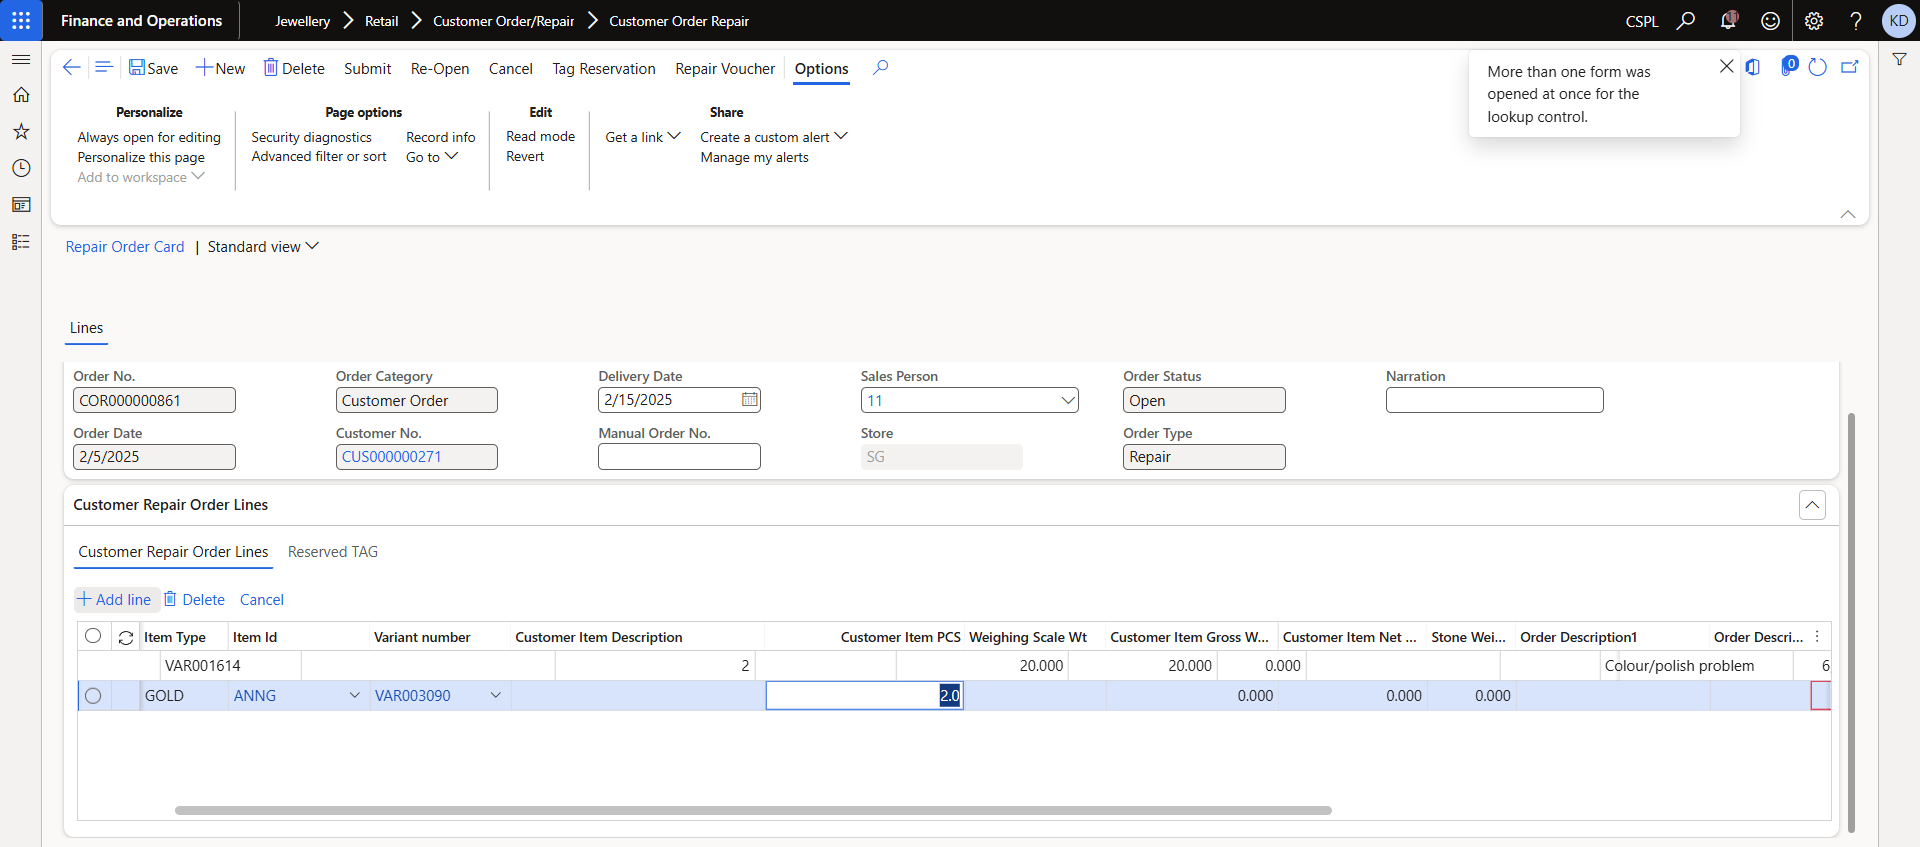 Finance and Operations Jewellery Retail Customer Order/Repair Customer Order Repair CSPL KD
Save New Delete Submit Re-Open Cancel Tag Reservation Repair Voucher Options 0
More than one form was
opened at once for the
lookup control.
Personalize Page options Edit Share
Always open for editing Security diagnostics Record info Read mode Get a link Create a custom alert
Personalize this page Advanced filter or sort Go to Revert Manage my alerts
Add to workspace
Repair Order Card | Standard view
Lines
Order No. Order Category Delivery Date Sales Person Order Status Narration
COR000000861 Customer Order 2/15/2025 11 Open
Order Date Customer No. Manual Order No. Store Order Type
2/5/2025 CUS000000271 SG Repair
Customer Repair Order Lines
Customer Repair Order Lines Reserved TAG
Add line Delete Cancel
Item Type Item Id Variant number Customer Item Description Customer Item PCS Weighing Scale Wt Customer Item Gross W... Customer Item Net ... Stone Wei... Order Description1 Order Descri...
VAR001614 2 20.000 20.000 0.000 Colour/polish problem 6
GOLD ANNG VAR003090 2.0 0.000 0.000 0.000